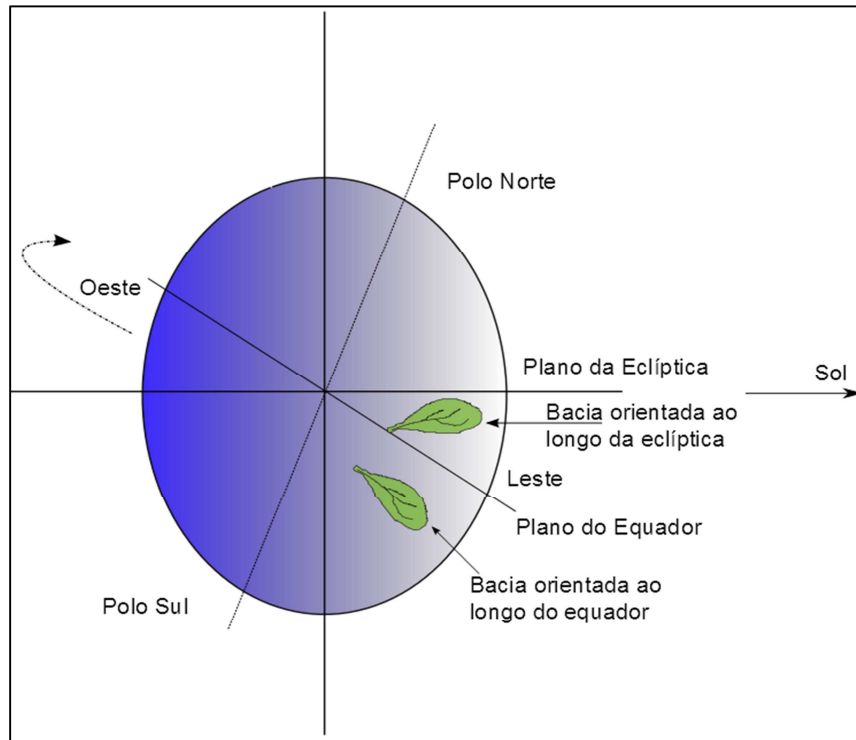 Polo Norte
Oeste
Plano da Eclíptica
Sol
Bacia orientada ao
longo da eclíptica
Leste
Plano do Equador
Bacia orientada ao
longo do equador
Polo Sul